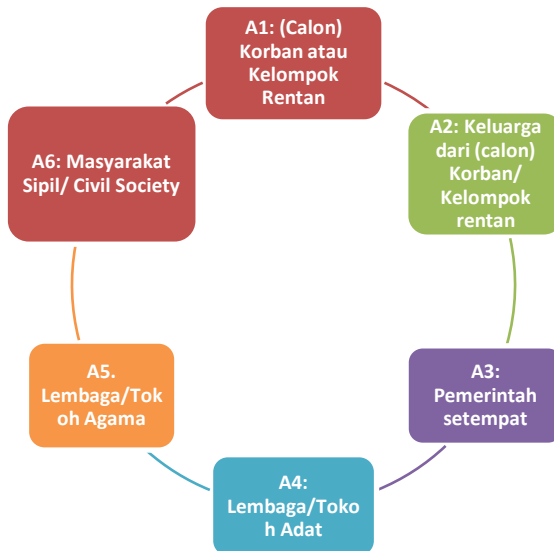 A1: (Calon)
Korban atau
Kelompok
Rentan
A2: Keluarga
dari (calon)
Korban/
Kelompok
rentan
A3:
Pemerintah
setempat
A4:
Lembaga/Toko
h Adat
A5.
Lembaga/Tok
oh Agama
A6: Masyarakat
Sipil/ Civil Society